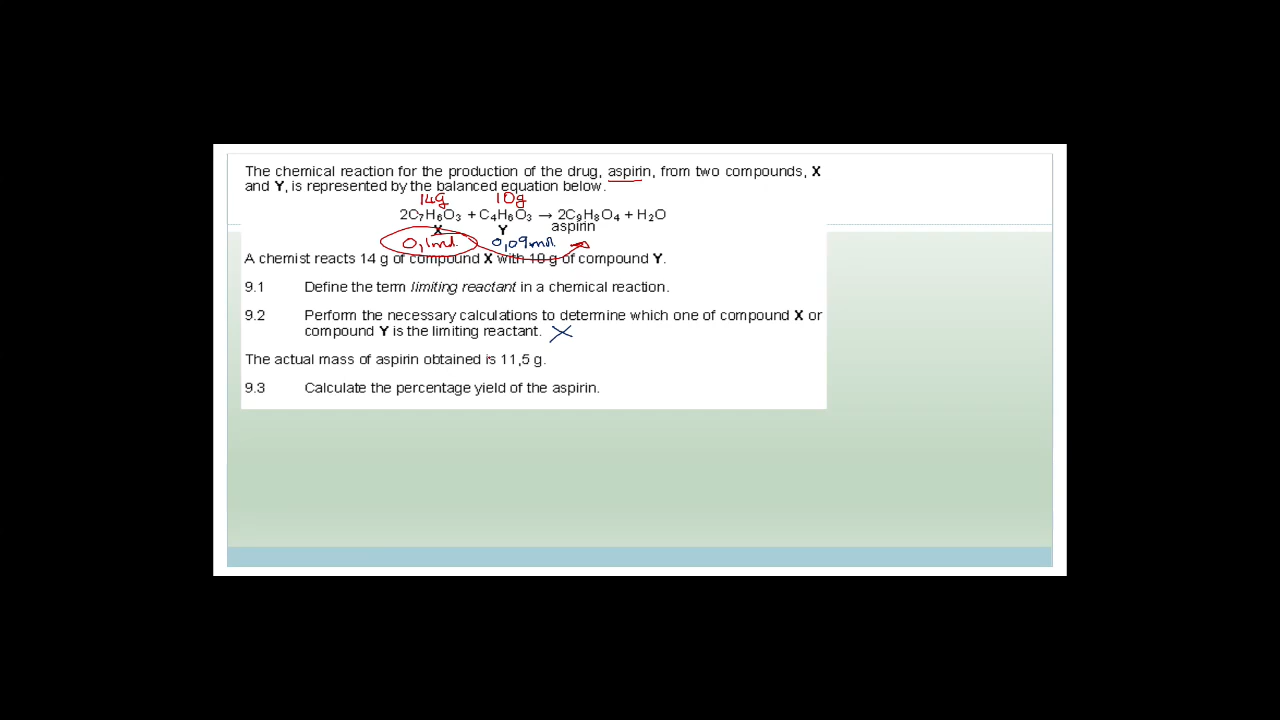 The chemical reaction for the production of the drug, aspirin, from two compounds, X
and Y, is represented by the balanced equation below.
14g 10g
2C₇H₆O₃ + C₄H₆O₃ → 2C₉H₈O₄ + H₂O
X Y aspirin
0,1mol. 0,09mol.
A chemist reacts 14 g of compound X with 10 g of compound Y.
9.1 Define the term limiting reactant in a chemical reaction.
9.2 Perform the necessary calculations to determine which one of compound X or
compound Y is the limiting reactant. X
The actual mass of aspirin obtained is 11,5 g.
9.3 Calculate the percentage yield of the aspirin.